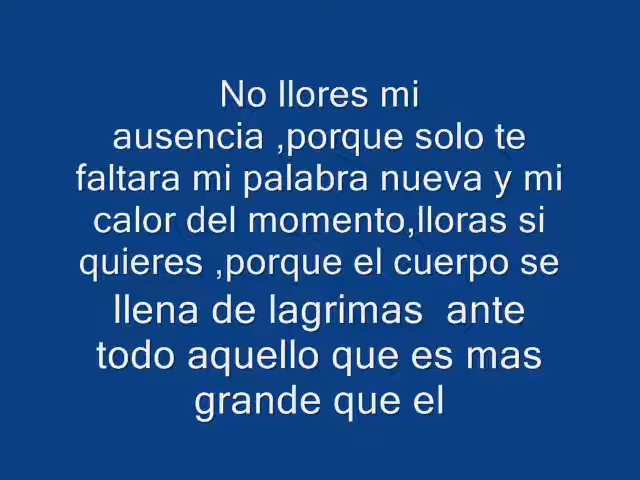 No llores mi
ausencia ,porque solo te
faltara mi palabra nueva y mi
calor del momento,lloras si
quieres ,porque el cuerpo se
llena de lagrimas  ante
todo aquello que es mas
grande que el